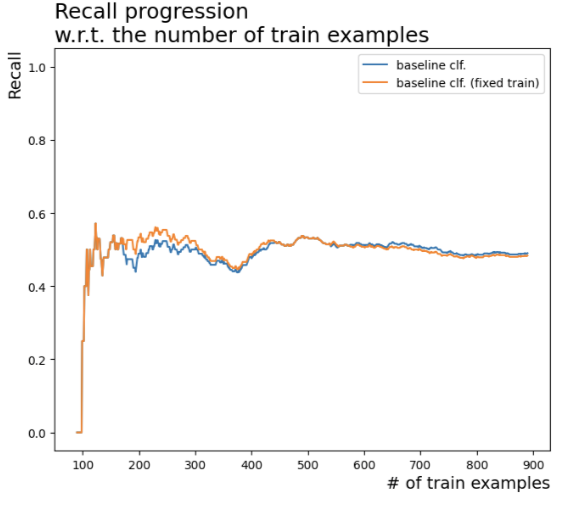 Recall progression
w.r.t. the number of train examples
Recall
baseline clf.
baseline clf. (fixed train)
1.0
0.8
0.6
0.4
0.2
0.0
100 200 300 400 500 600 700 800 900
# of train examples